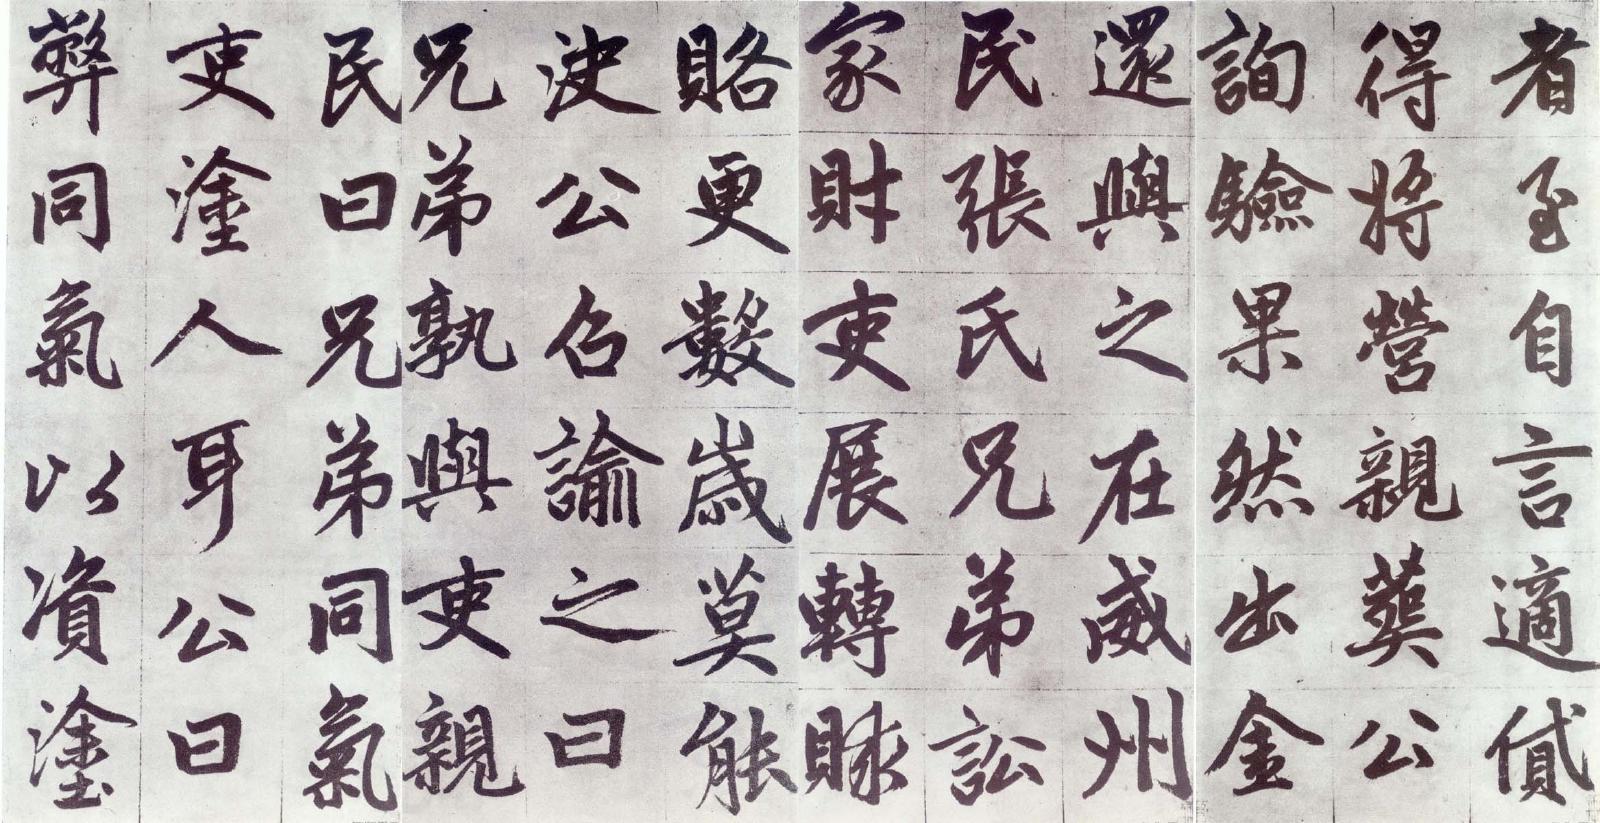 者至自言適貸
得將營親葬公
詢驗果然出金
還與之在威州
民張氏兄弟訟
家財吏展轉賕
賂更數歲莫能
決公召諭之曰
兄弟孰與吏親
民曰兄弟同氣
吏塗人耳公曰
弊同氣以資塗